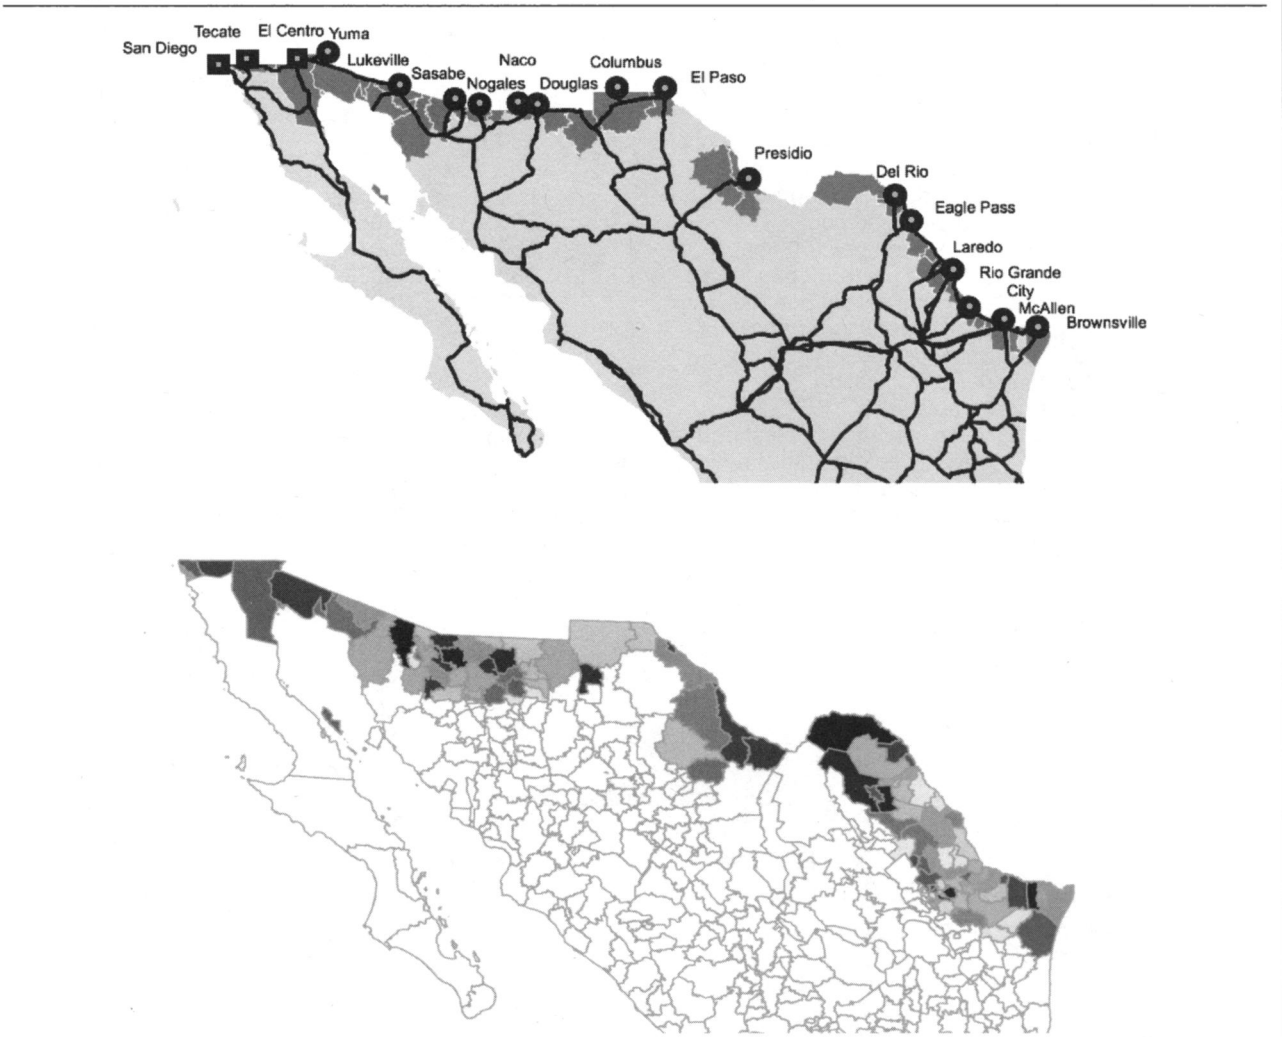 San Diego
Tecate
El Centro
Yuma
Lukeville
Sasabe
Nogales
Naco
Douglas
Columbus
El Paso
Presidio
Del Rio
Eagle Pass
Laredo
Rio Grande
City
McAllen
Brownsville